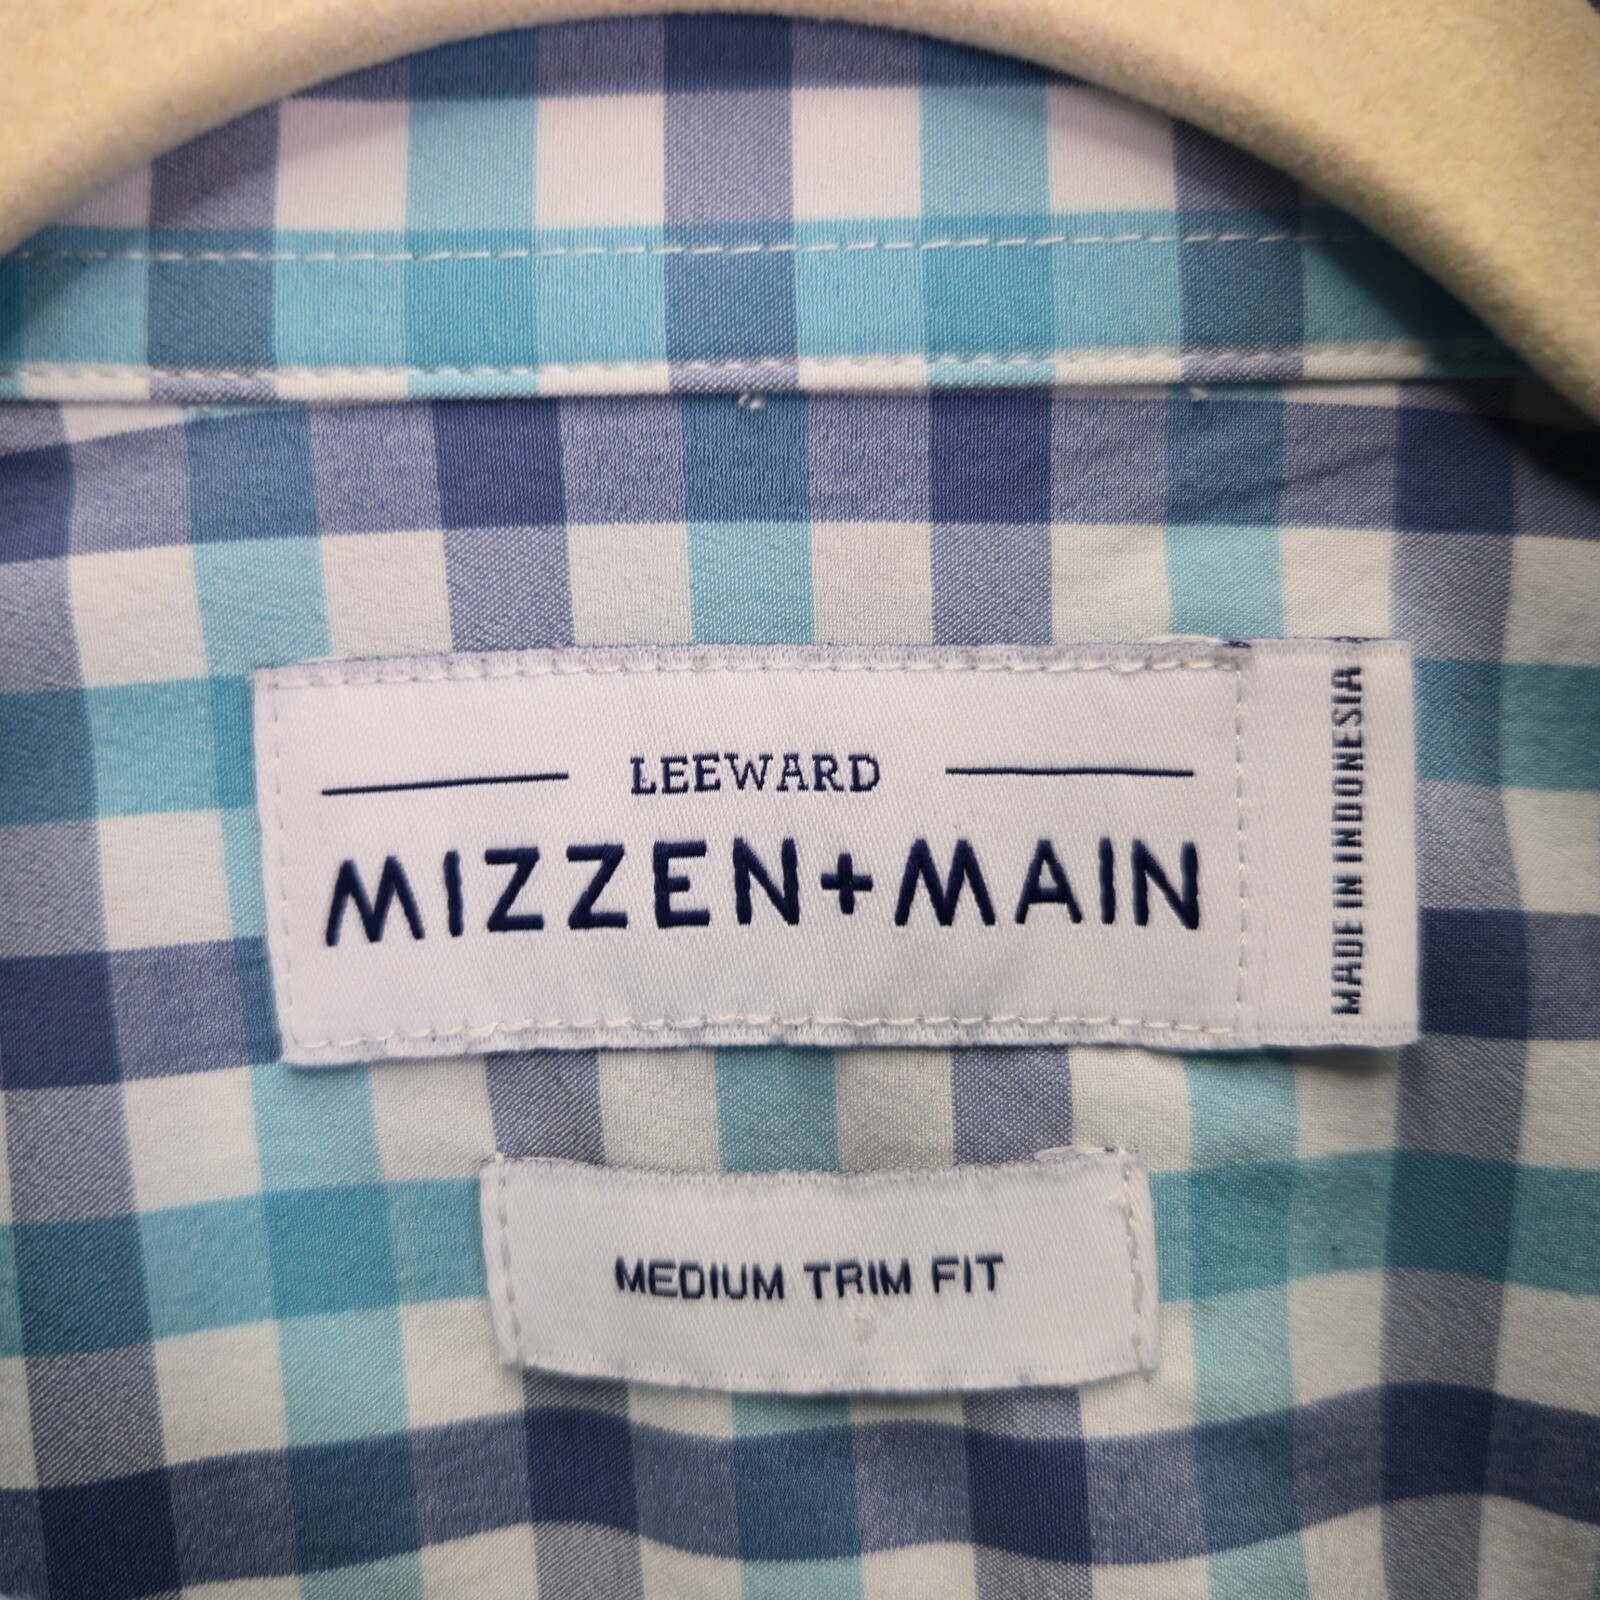 LEEWARD
MIZZEN+MAIN
MADE IN INDONESIA
MEDIUM TRIM FIT